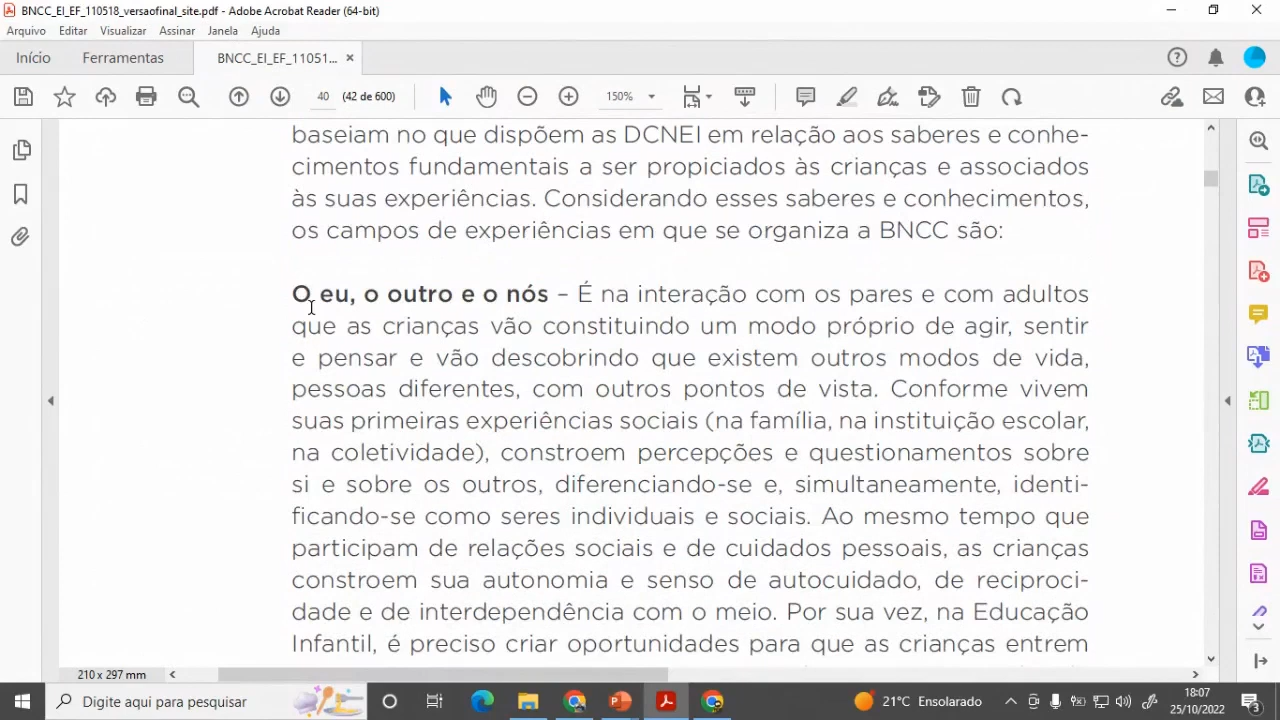 BNCC_EI_EF_110518_versaofinal_site.pdf - Adobe Acrobat Reader (64-bit)
Arquivo Editar Visualizar Assinar Janela Ajuda
Início Ferramentas BNCC_EI_EF_11051... ×
40 (42 de 600) 150%
baseiam no que dispõem as DCNEI em relação aos saberes e conhe-
cimentos fundamentais a ser propiciados às crianças e associados
às suas experiências. Considerando esses saberes e conhecimentos,
os campos de experiências em que se organiza a BNCC são:
O eu, o outro e o nós – É na interação com os pares e com adultos
que as crianças vão constituindo um modo próprio de agir, sentir
e pensar e vão descobrindo que existem outros modos de vida,
pessoas diferentes, com outros pontos de vista. Conforme vivem
suas primeiras experiências sociais (na família, na instituição escolar,
na coletividade), constroem percepções e questionamentos sobre
si e sobre os outros, diferenciando-se e, simultaneamente, identi-
ficando-se como seres individuais e sociais. Ao mesmo tempo que
participam de relações sociais e de cuidados pessoais, as crianças
constroem sua autonomia e senso de autocuidado, de reciproci-
dade e de interdependência com o meio. Por sua vez, na Educação
Infantil, é preciso criar oportunidades para que as crianças entrem
210 x 297 mm
Digite aqui para pesquisar
21°C Ensolarado
18:07
25/10/2022
3